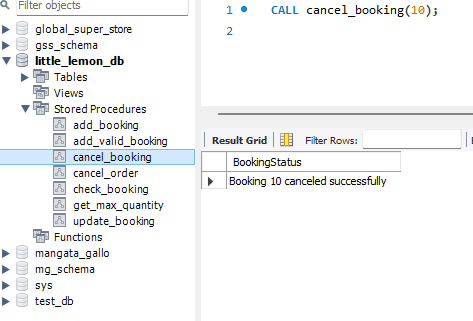 Filter objects
global_super_store
gss_schema
little_lemon_db
Tables
Views
Stored Procedures
add_booking
add_valid_booking
cancel_booking
cancel_order
check_booking
get_max_quantity
update_booking
Functions
mangata_gallo
mg_schema
sys
test_db
1 CALL cancel_booking(10);
2
Result Grid Filter Rows:
BookingStatus
Booking 10 canceled successfully